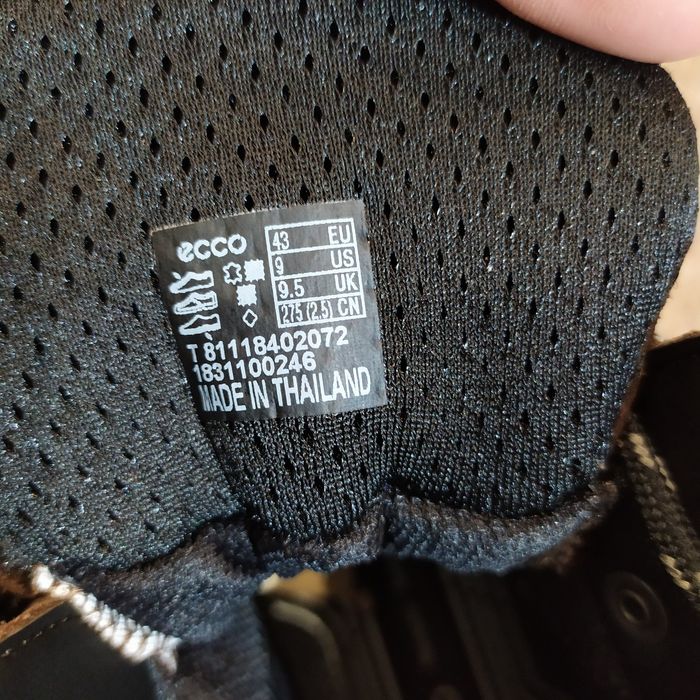 ecco
43 EU
9 US
9.5 UK
275 (2.5) CN
T 81118402072
1831100246
MADE IN THAILAND